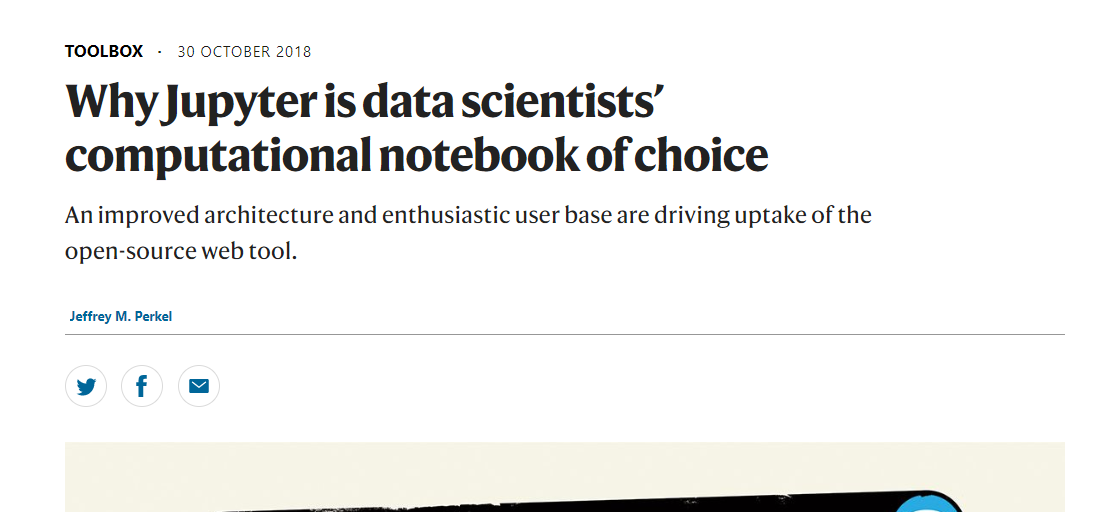 TOOLBOX · 30 OCTOBER 2018
Why Jupyter is data scientists’
computational notebook of choice
An improved architecture and enthusiastic user base are driving uptake of the
open-source web tool.
Jeffrey M. Perkel